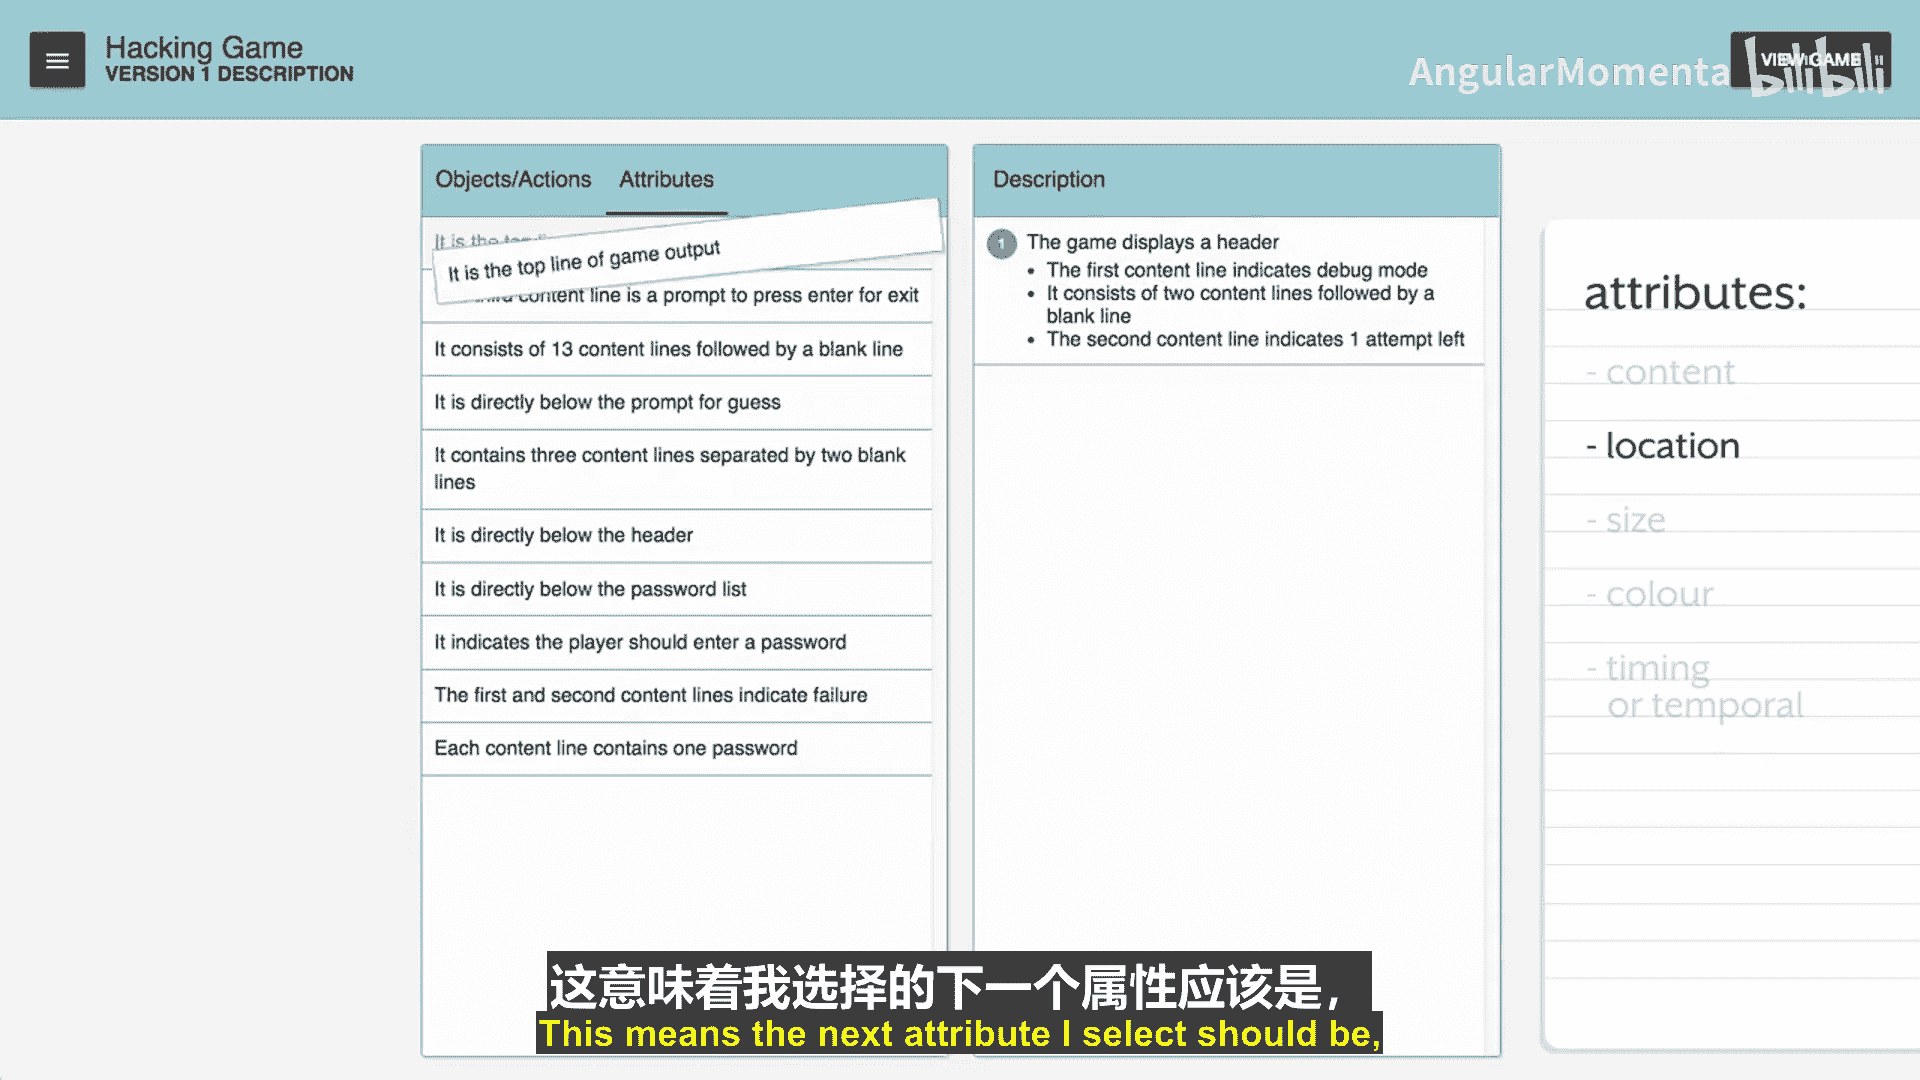 Hacking Game
VERSION 1 DESCRIPTION
AngularMomenta
VIEW GAME
bilibili
Objects/Actions
Attributes
It is the top line of game output
content line is a prompt to press enter for exit
It consists of 13 content lines followed by a blank line
It is directly below the prompt for guess
It contains three content lines separated by two blank
lines
It is directly below the header
It is directly below the password list
It indicates the player should enter a password
The first and second content lines indicate failure
Each content line contains one password
Description
1 The game displays a header
• The first content line indicates debug mode
• It consists of two content lines followed by a
blank line
• The second content line indicates 1 attempt left
attributes:
- content
- location
- size
- colour
- timing
or temporal
这意味着我选择的下一个属性应该是，
This means the next attribute I select should be,